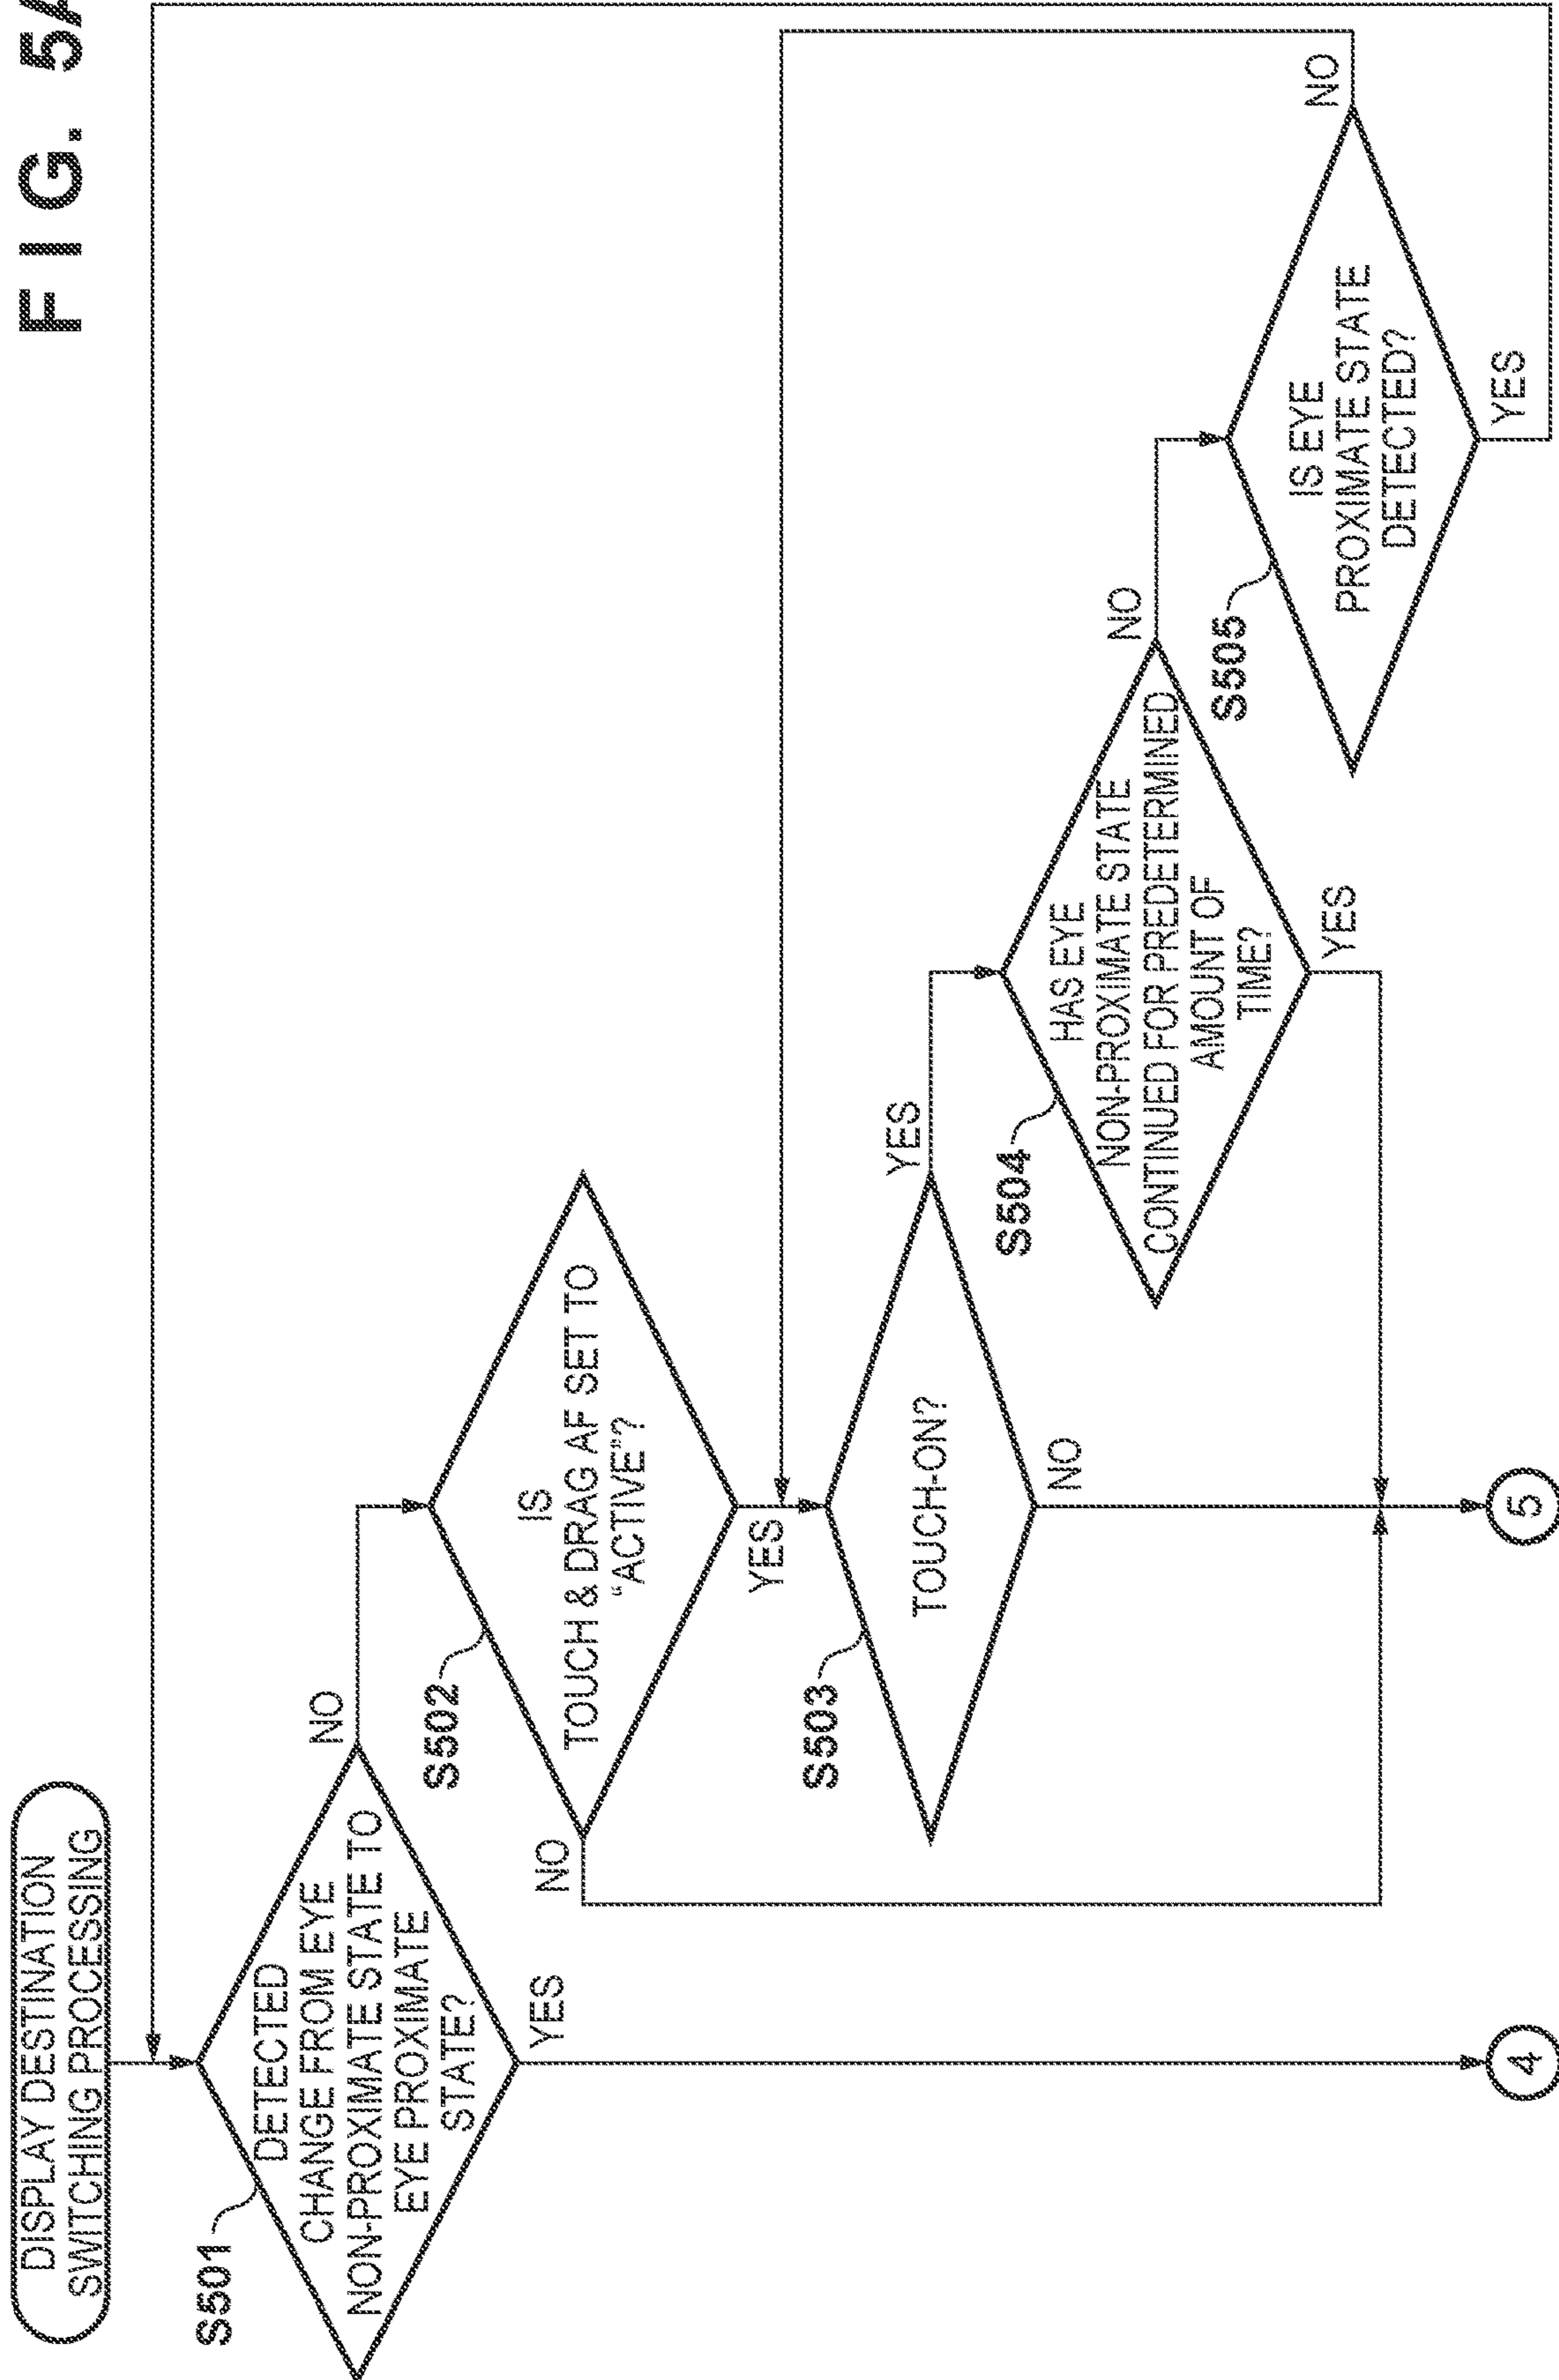 FIG. 5A
DISPLAY DESTINATION
SWITCHING PROCESSING
S501
DETECTED
CHANGE FROM EYE
NON-PROXIMATE STATE TO
EYE PROXIMATE
STATE?
NO
YES
S502
IS
TOUCH & DRAG AF SET TO
“ACTIVE”?
NO
YES
S503
TOUCH-ON?
YES
NO
S504
HAS EYE
NON-PROXIMATE STATE
CONTINUED FOR PREDETERMINED
AMOUNT OF
TIME?
NO
YES
S505
IS EYE
PROXIMATE STATE
DETECTED?
NO
YES
4
5